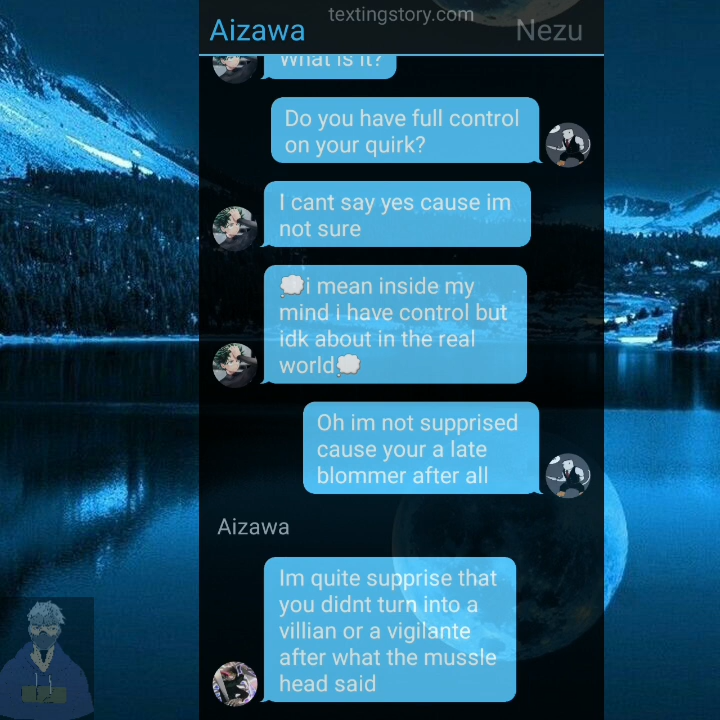 textingstory.com
Aizawa
Nezu
What is it?
Do you have full control
on your quirk?
I cant say yes cause im
not sure
💭i mean inside my
mind i have control but
idk about in the real
world💭
Oh im not supprised
cause your a late
blommer after all
Aizawa
Im quite supprise that
you didnt turn into a
villian or a vigilante
after what the mussle
head said